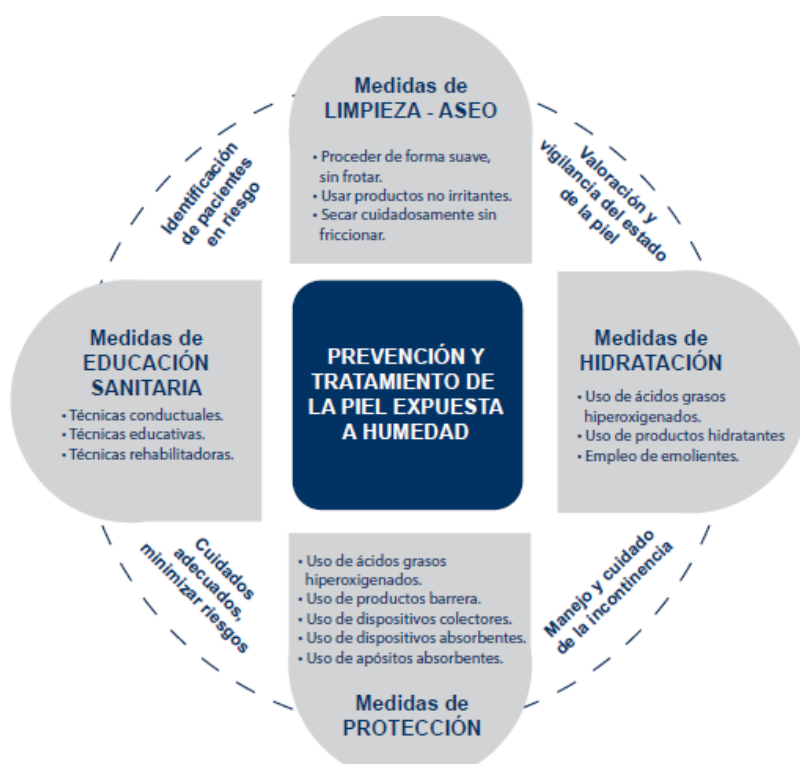 Medidas de
LIMPIEZA - ASEO
• Proceder de forma suave,
sin frotar.
• Usar productos no irritantes.
• Secar cuidadosamente sin
friccionar.
Identificación
de pacientes
en riesgo
Valoración y
vigilancia del estado
de la piel
Medidas de
EDUCACIÓN
SANITARIA
• Técnicas conductuales.
• Técnicas educativas.
• Técnicas rehabilitadoras.
PREVENCIÓN Y
TRATAMIENTO DE
LA PIEL EXPUESTA
A HUMEDAD
Medidas de
HIDRATACIÓN
• Uso de ácidos grasos
hiperoxigenados.
• Uso de productos hidratantes
• Empleo de emolientes.
Cuidados
adecuados,
minimizar riesgos
• Uso de ácidos grasos
hiperoxigenados.
• Uso de productos barrera.
• Uso de dispositivos colectores.
• Uso de dispositivos absorbentes.
• Uso de apósitos absorbentes.
Medidas de
PROTECCIÓN
Manejo y cuidado
de la incontinencia